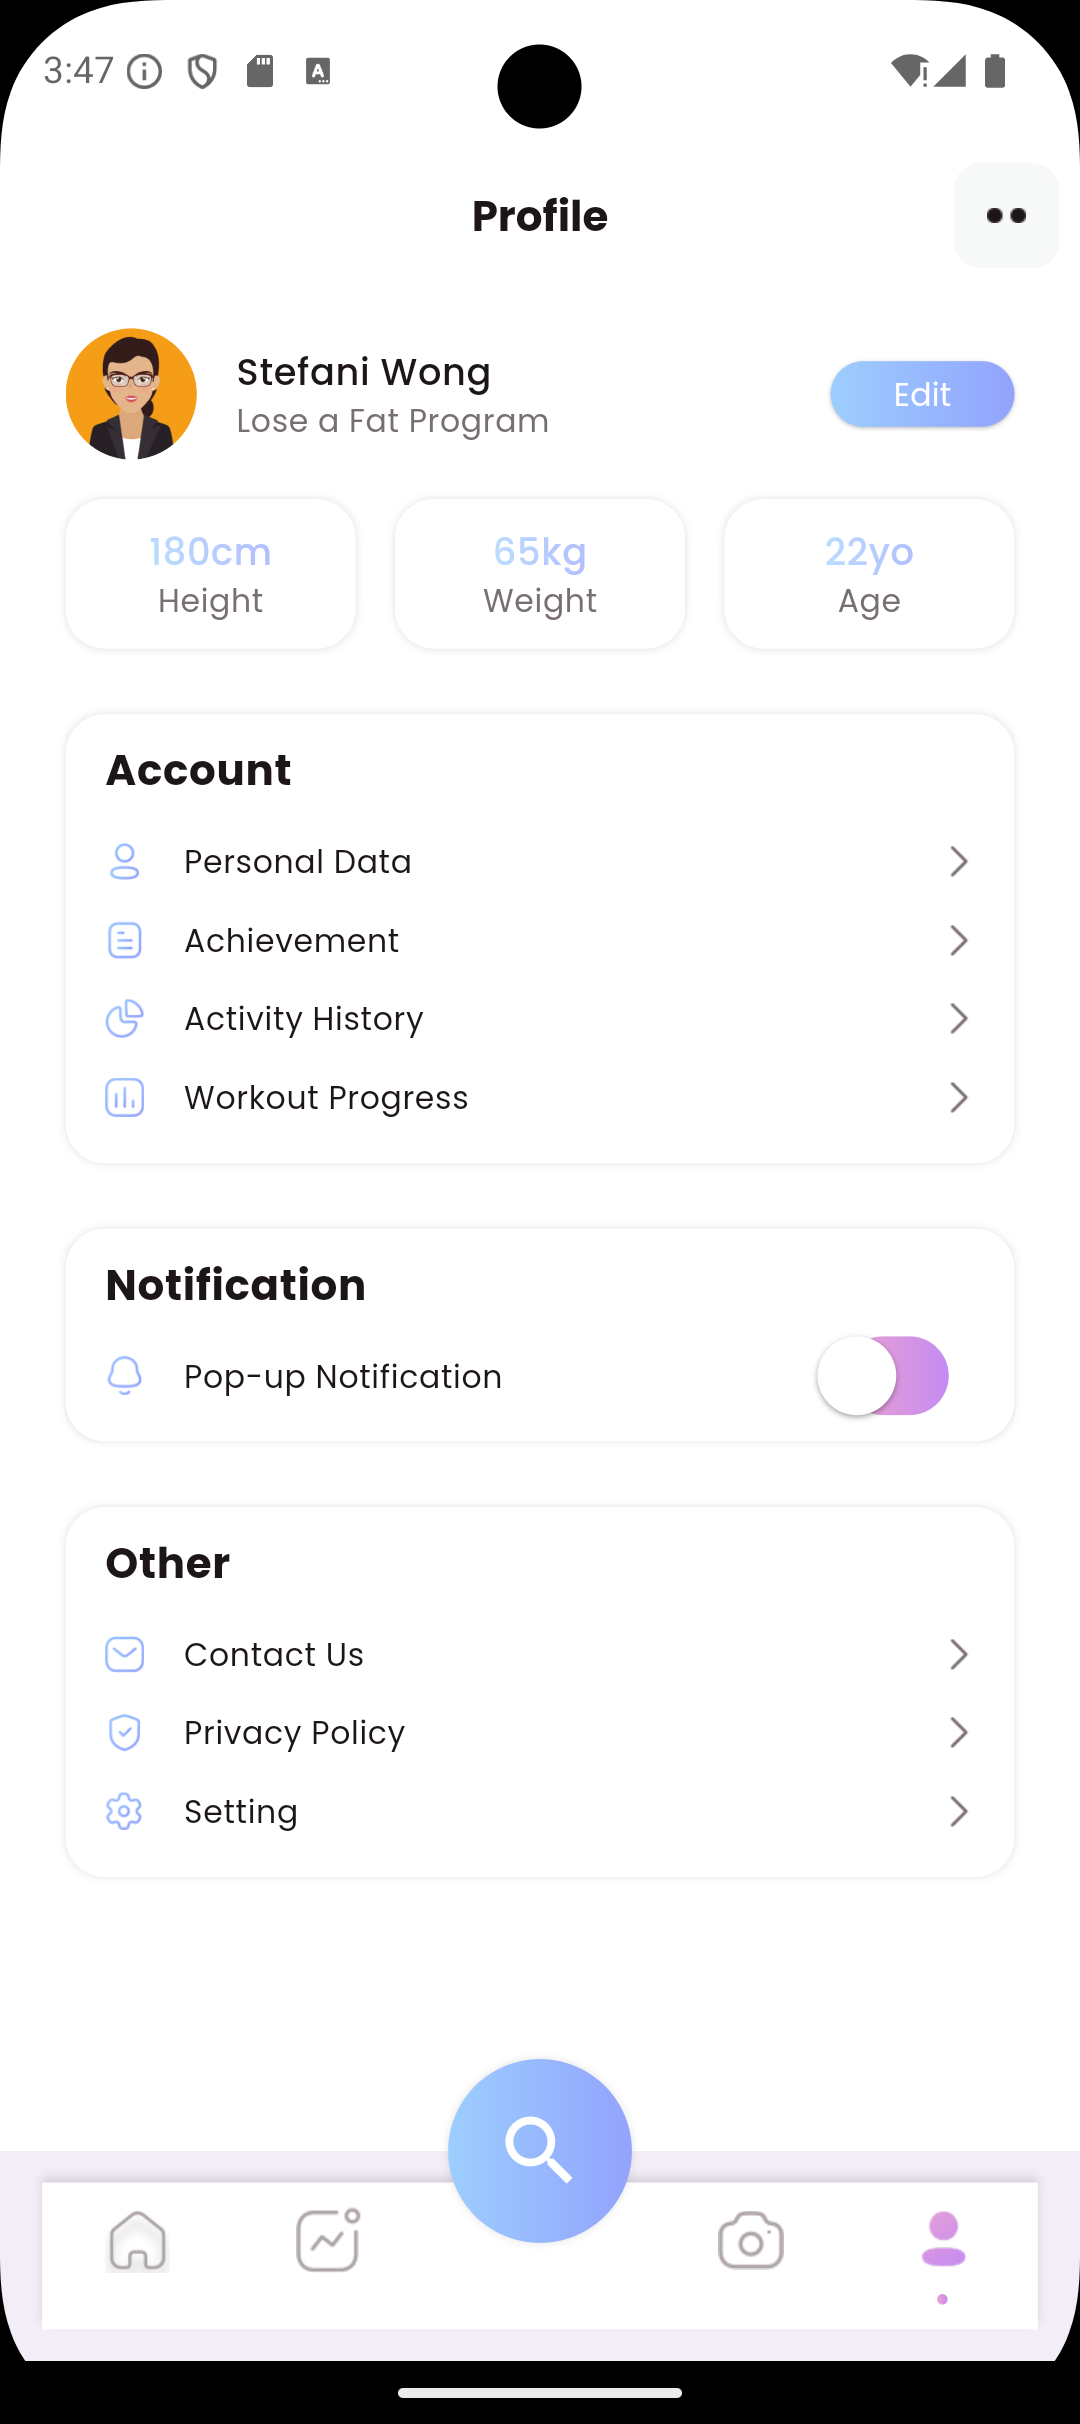 3:47
Profile
Stefani Wong
Lose a Fat Program
Edit
180cm
Height
65kg
Weight
22yo
Age
Account
Personal Data
Achievement
Activity History
Workout Progress
Notification
Pop-up Notification
Other
Contact Us
Privacy Policy
Setting